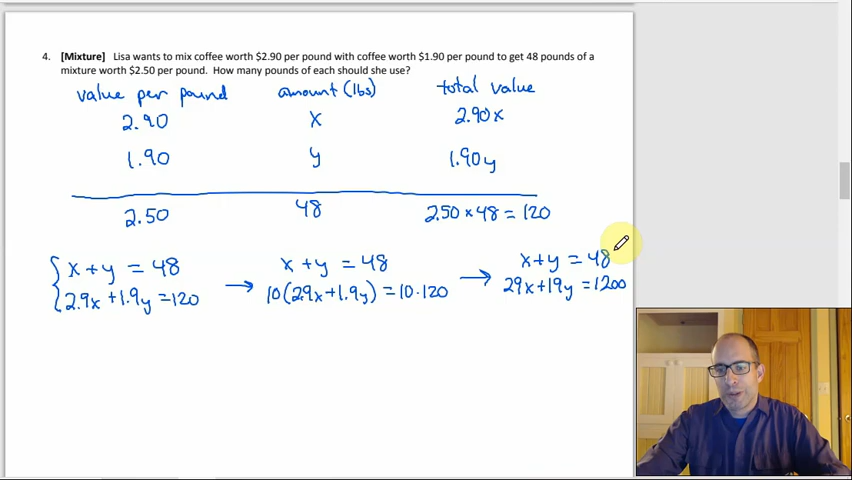 4. [Mixture] Lisa wants to mix coffee worth $2.90 per pound with coffee worth $1.90 per pound to get 48 pounds of a
mixture worth $2.50 per pound. How many pounds of each should she use?
value per pound amount (lbs) total value
2.90 x 2.90x
1.90 y 1.90y
2.50 48 2.50 × 48 = 120
{ x + y = 48 x + y = 48 x + y = 48
2.9x + 1.9y = 120 → 10(2.9x + 1.9y) = 10·120 → 29x + 19y = 1200